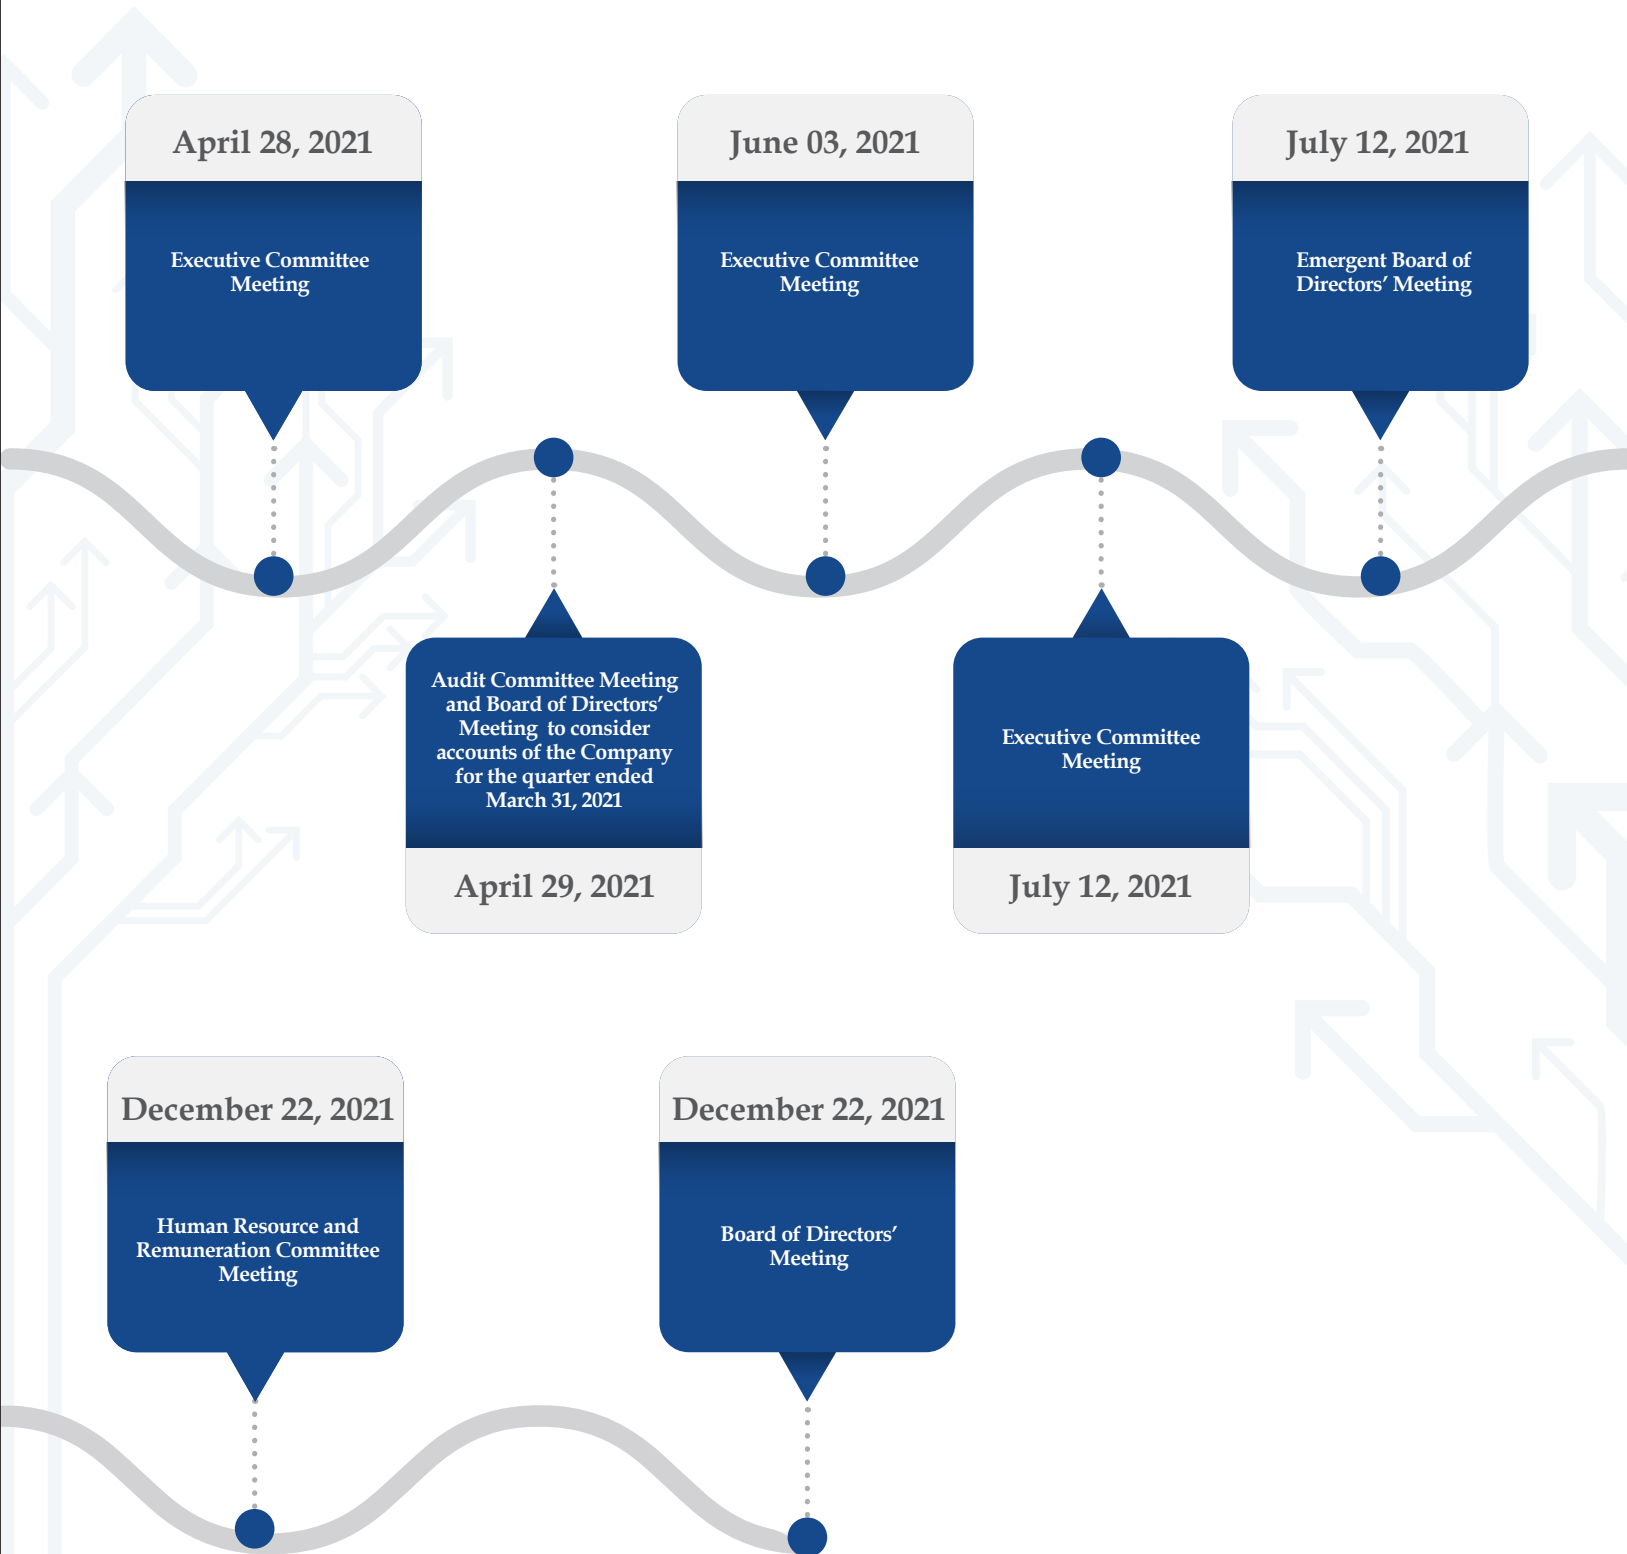 April 28, 2021
Executive Committee
Meeting
Audit Committee Meeting
and Board of Directors’
Meeting to consider
accounts of the Company
for the quarter ended
March 31, 2021
April 29, 2021
June 03, 2021
Executive Committee
Meeting
Executive Committee
Meeting
July 12, 2021
July 12, 2021
Emergent Board of
Directors’ Meeting
December 22, 2021
Human Resource and
Remuneration Committee
Meeting
December 22, 2021
Board of Directors’
Meeting